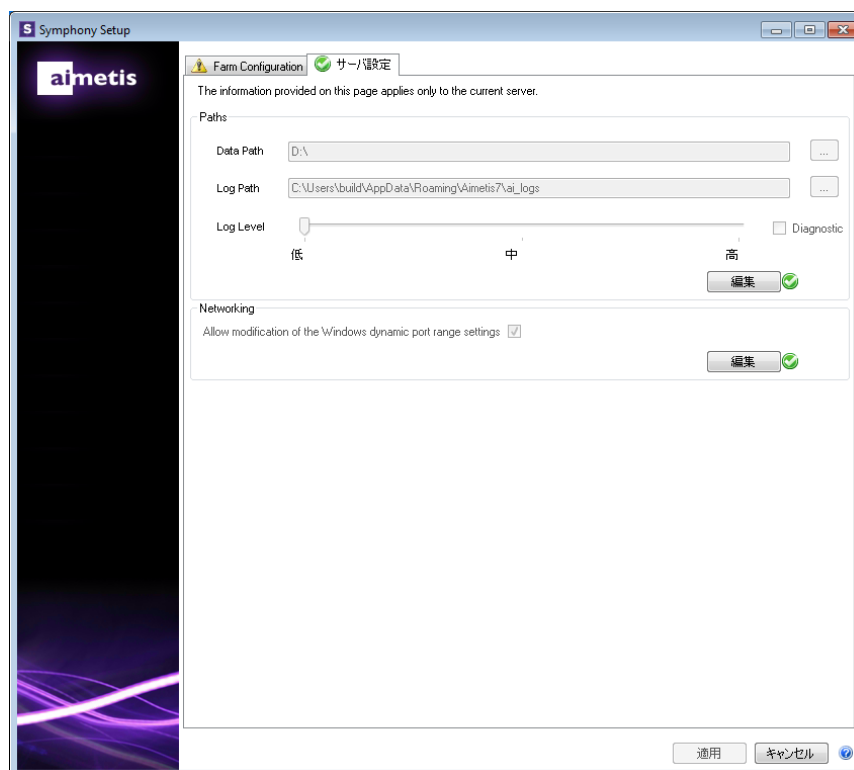 S Symphony Setup
aimetis
Farm Configuration サーバ設定
The information provided on this page applies only to the current server.
Paths
Data Path D:\ ...
Log Path C:\Users\build\AppData\Roaming\Aimetis7\ai_logs ...
Log Level Diagnostic
低 中 高
編集
Networking
Allow modification of the Windows dynamic port range settings
編集
適用 キャンセル ?